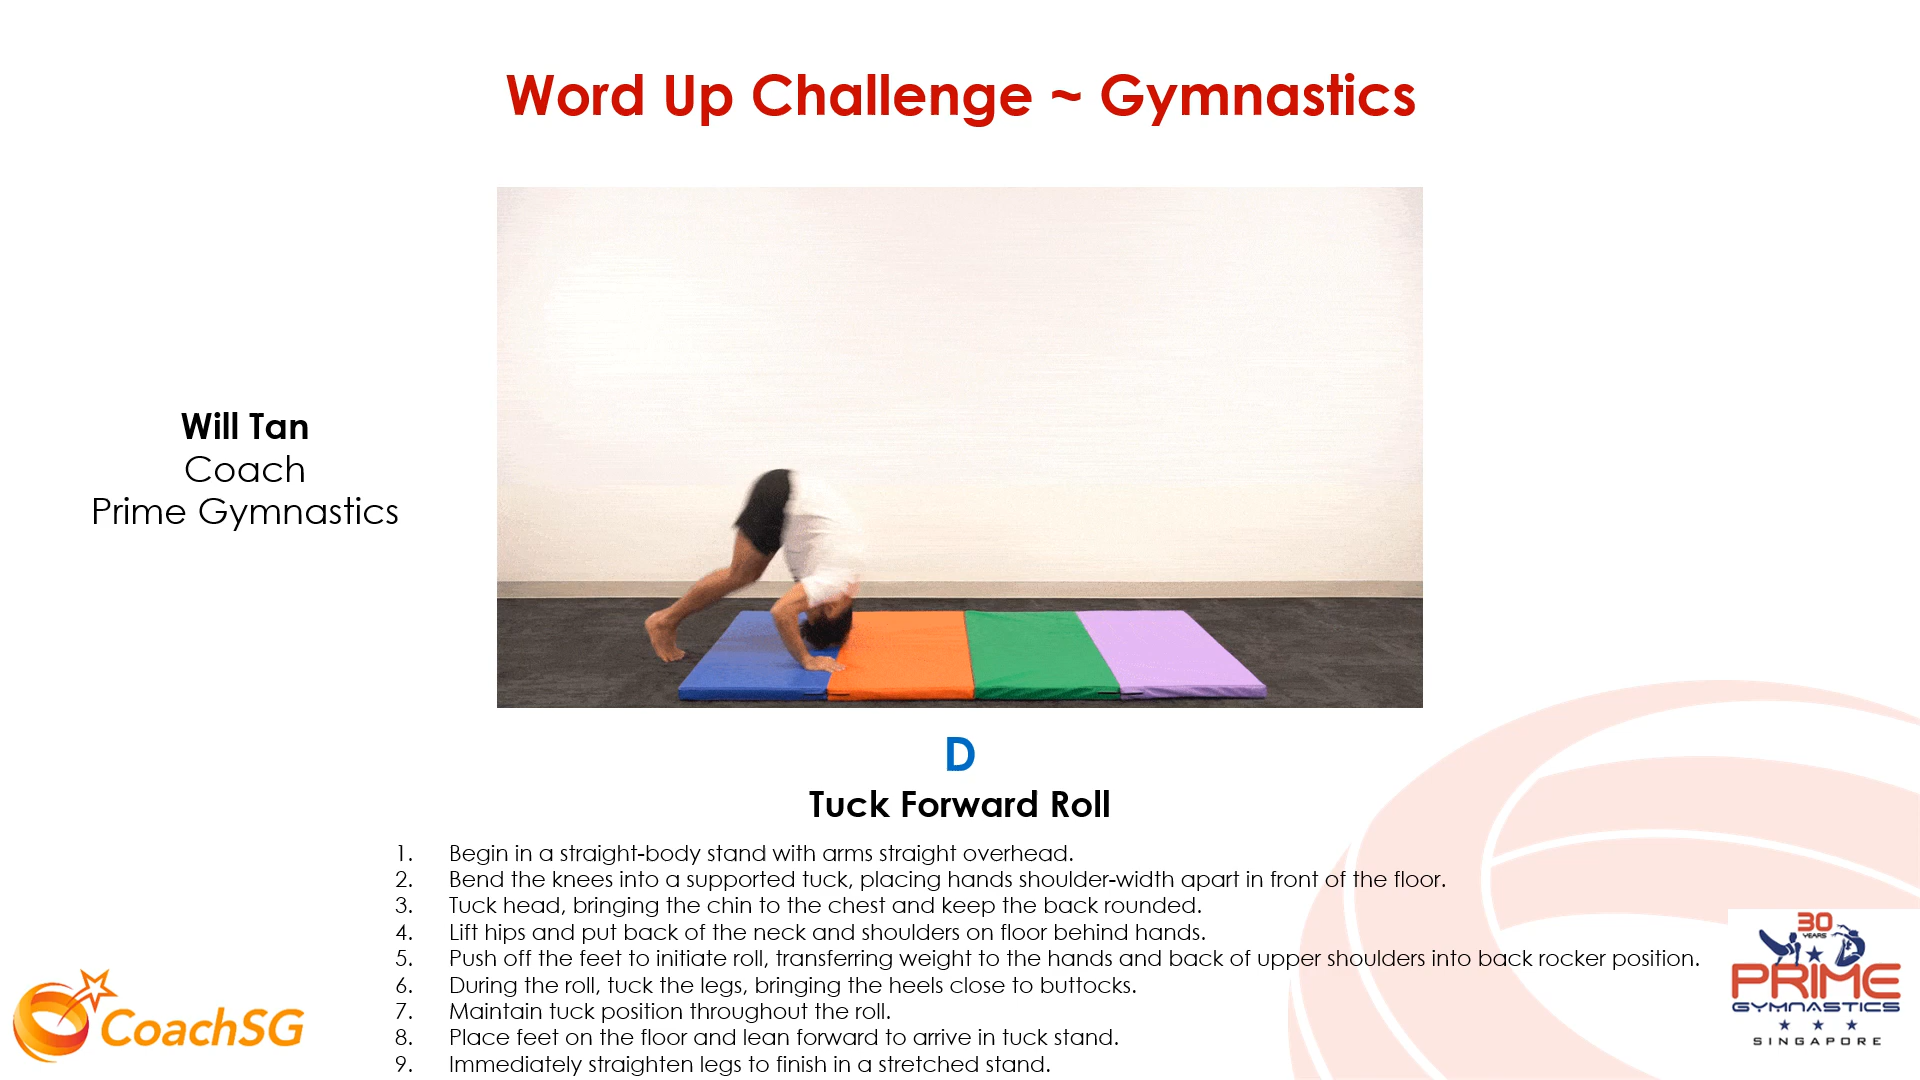 Word Up Challenge ~ Gymnastics
Will Tan
Coach
Prime Gymnastics
D
Tuck Forward Roll
1. Begin in a straight-body stand with arms straight overhead.
2. Bend the knees into a supported tuck, placing hands shoulder-width apart in front of the floor.
3. Tuck head, bringing the chin to the chest and keep the back rounded.
4. Lift hips and put back of the neck and shoulders on floor behind hands.
5. Push off the feet to initiate roll, transferring weight to the hands and back of upper shoulders into back rocker position.
6. During the roll, tuck the legs, bringing the heels close to buttocks.
7. Maintain tuck position throughout the roll.
8. Place feet on the floor and lean forward to arrive in tuck stand.
9. Immediately straighten legs to finish in a stretched stand.
CoachSG
30
YEARS
PRIME
GYMNASTICS
SINGAPORE